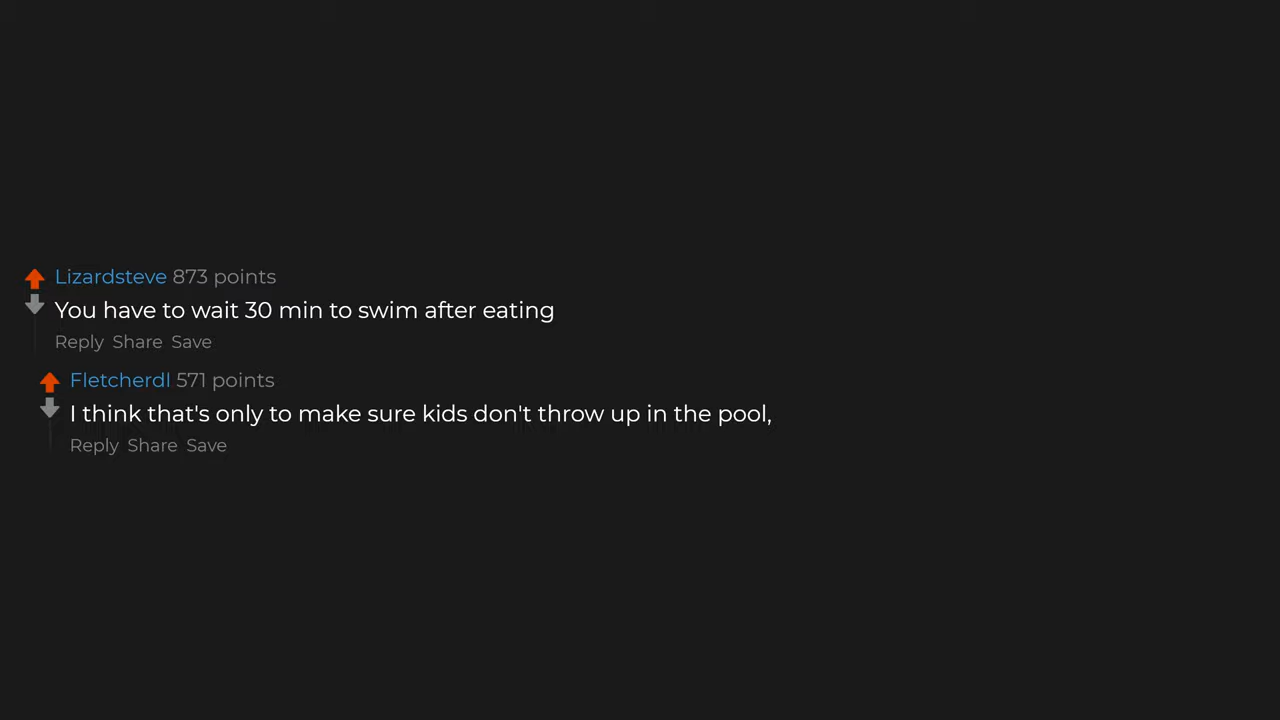 Lizardsteve 873 points
You have to wait 30 min to swim after eating
Reply Share Save
Fletcherdl 571 points
I think that's only to make sure kids don't throw up in the pool,
Reply Share Save